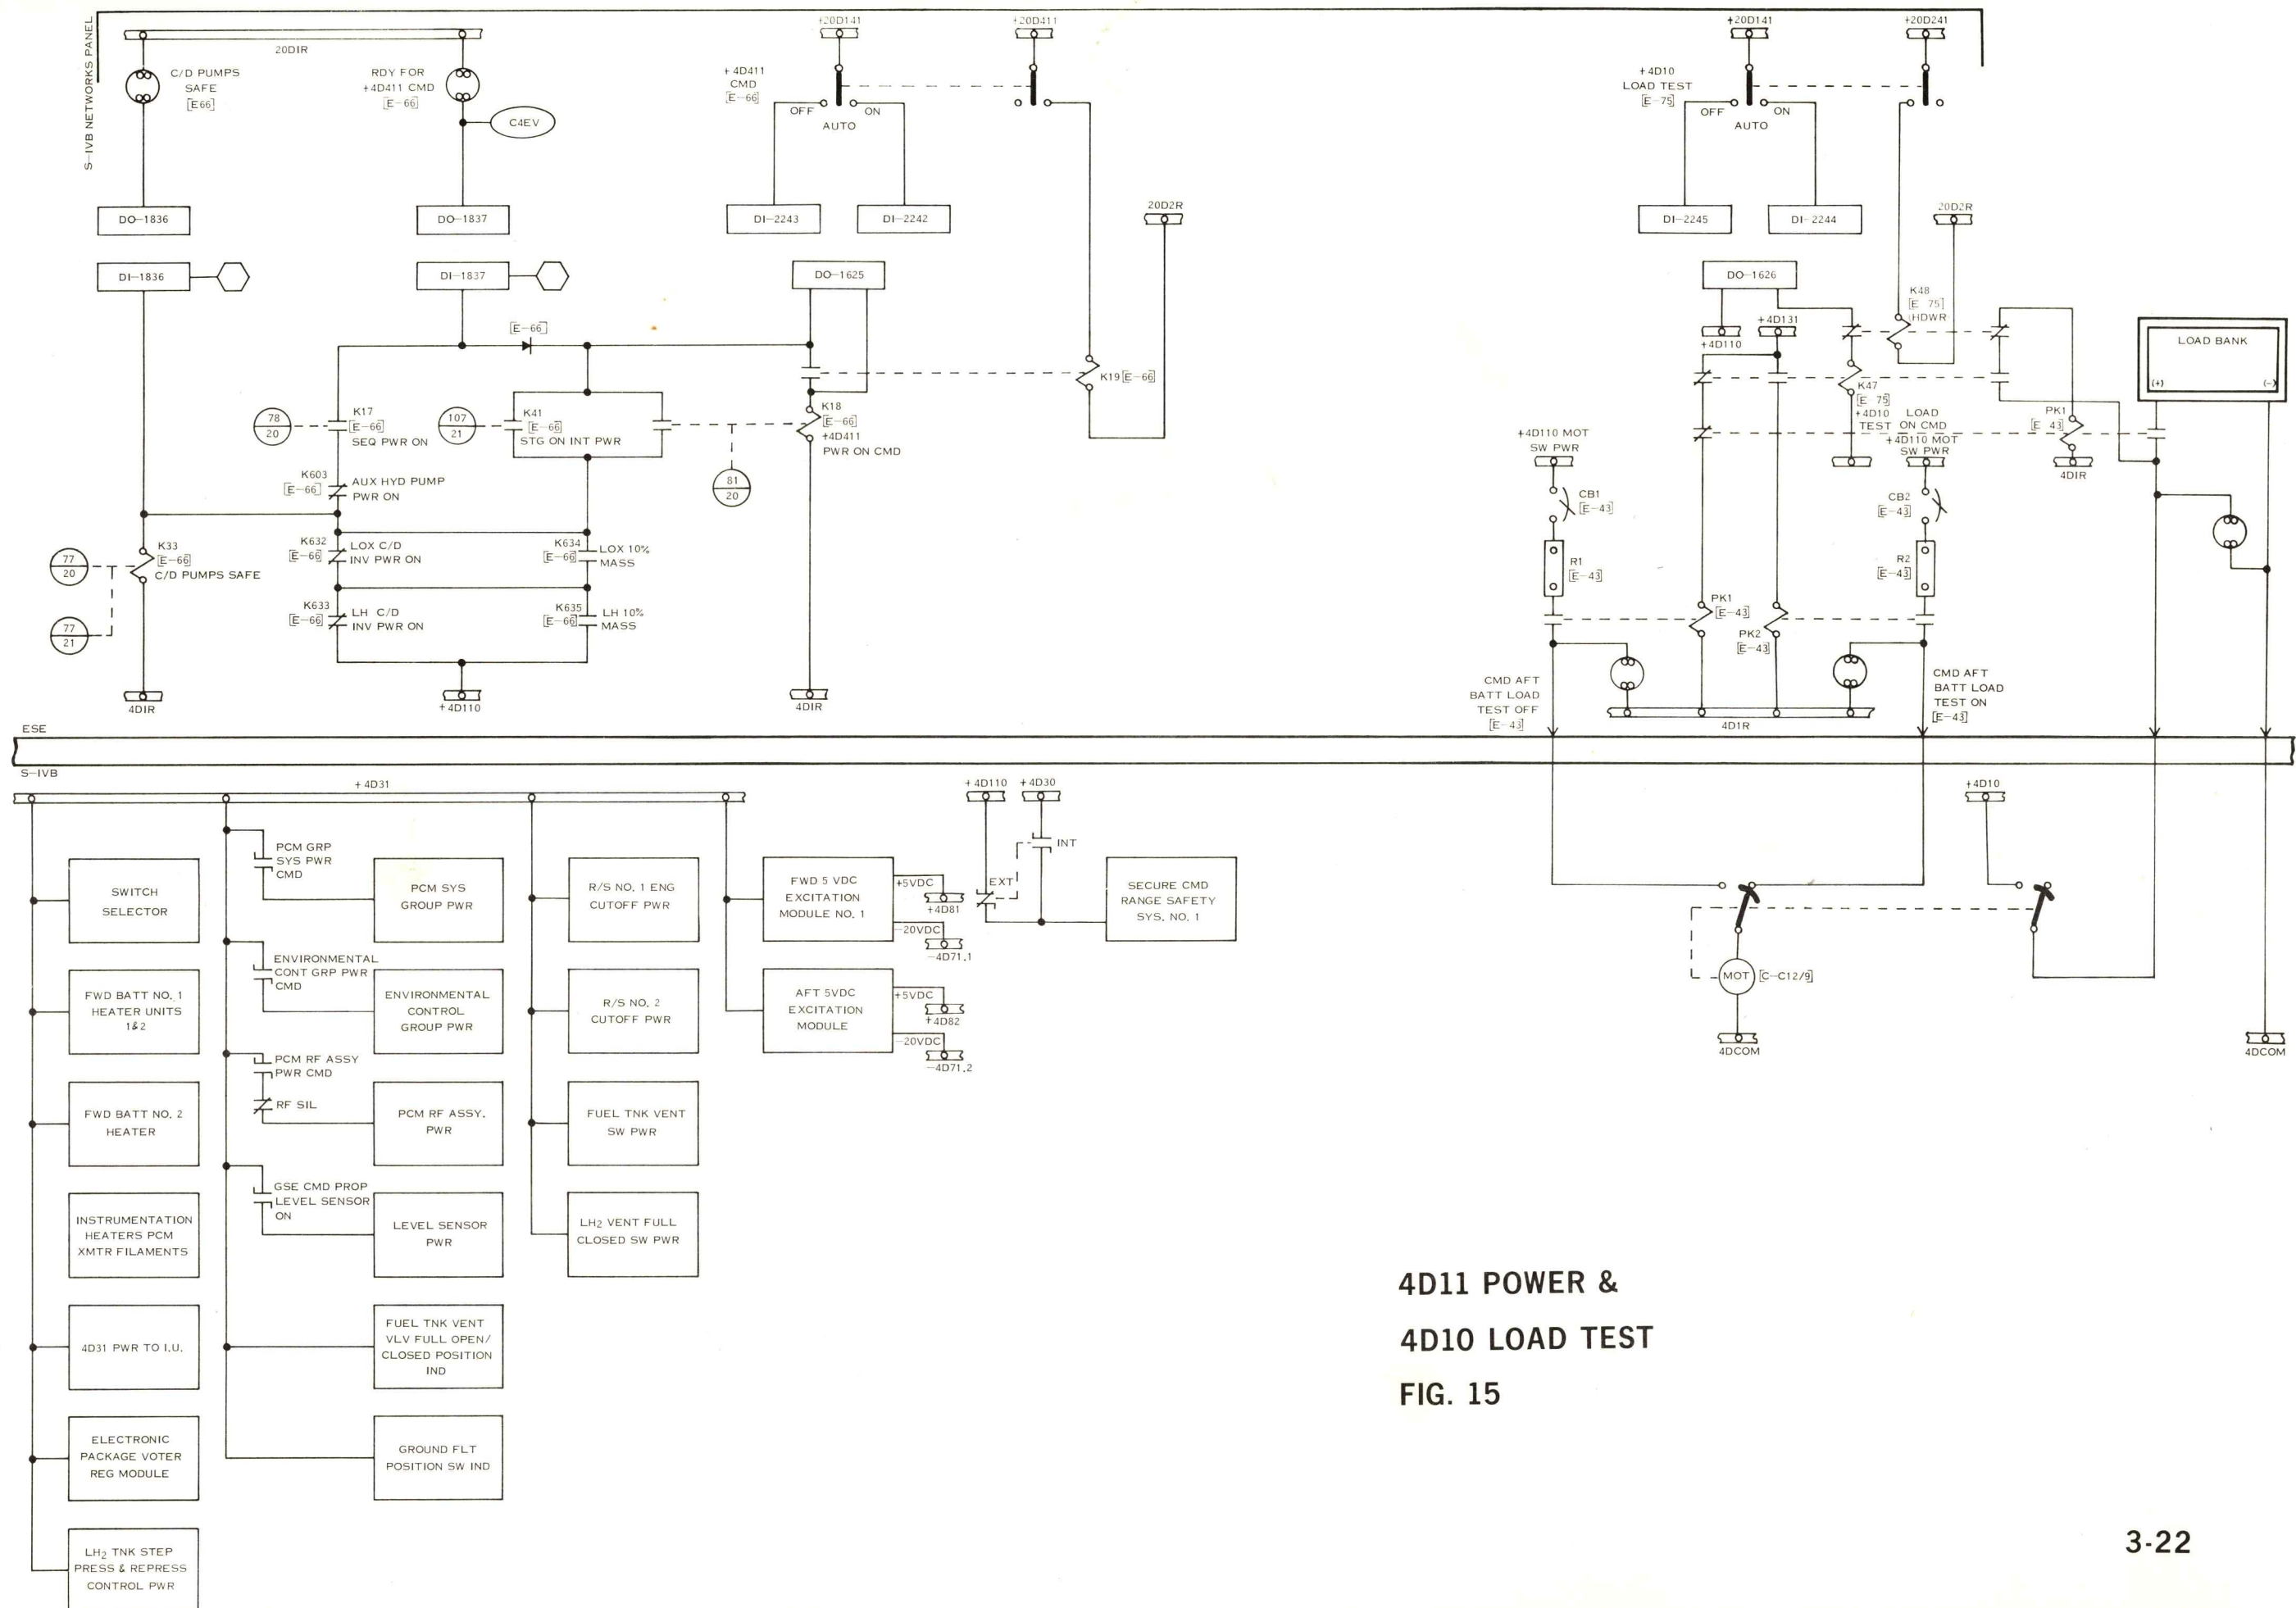 S-IVB NETWORKS PANEL
20DIR
C/D PUMPS
SAFE
[E66]
RDY FOR
+4D411 CMD
[E-66]
C4EV
DO-1836
DO-1837
DI-1836
DI-1837
+20D141
+20D411
+4D411
CMD
[E-66]
OFF
ON
AUTO
DI-2243
DI-2242
20D2R
DO-1625
[E-66]
78
20
K17
[E-66]
SEQ PWR ON
107
21
K41
[E-66]
STG ON INT PWR
K18
[E-66]
+4D411
PWR ON CMD
K19 [E-66]
81
20
K603
[E-66]
AUX HYD PUMP
PWR ON
K632
[E-66]
LOX C/D
INV PWR ON
K634
[E-66]
LOX 10%
MASS
K633
[E-66]
LH C/D
INV PWR ON
K635
[E-66]
LH 10%
MASS
77
20
77
21
K33
[E-66]
C/D PUMPS SAFE
4DIR
+4D110
4DIR
+20D141
+20D241
+4D10
LOAD TEST
[E-75]
OFF
ON
AUTO
DI-2245
DI-2244
20D2R
DO-1626
K48
[E 75]
HDWR
+4D110
+4D131
K47
[E 75]
+4D10 LOAD
TEST ON CMD
PK1
[E 43]
4DIR
LOAD BANK
(+)
(-)
+4D110 MOT
SW PWR
CB1
[E-43]
R1
[E-43]
+4D110 MOT
SW PWR
CB2
[E-43]
R2
[E-43]
PK1
[E-43]
PK2
[E-43]
CMD AFT
BATT LOAD
TEST OFF
[E-43]
4D1R
CMD AFT
BATT LOAD
TEST ON
[E-43]
ESE
S-IVB
+4D31
SWITCH
SELECTOR
FWD BATT NO. 1
HEATER UNITS
1&2
FWD BATT NO. 2
HEATER
INSTRUMENTATION
HEATERS PCM
XMTR FILAMENTS
4D31 PWR TO I.U.
ELECTRONIC
PACKAGE VOTER
REG MODULE
LH2 TNK STEP
PRESS & REPRESS
CONTROL PWR
PCM GRP
SYS PWR
CMD
PCM SYS
GROUP PWR
ENVIRONMENTAL
CONT GRP PWR
CMD
ENVIRONMENTAL
CONTROL
GROUP PWR
PCM RF ASSY
PWR CMD
RF SIL
PCM RF ASSY.
PWR
GSE CMD PROP
LEVEL SENSOR
ON
LEVEL SENSOR
PWR
FUEL TNK VENT
VLV FULL OPEN/
CLOSED POSITION
IND
GROUND FLT
POSITION SW IND
R/S NO. 1 ENG
CUTOFF PWR
R/S NO. 2
CUTOFF PWR
FUEL TNK VENT
SW PWR
LH2 VENT FULL
CLOSED SW PWR
FWD 5 VDC
EXCITATION
MODULE NO. 1
+5VDC
+4D81
-20VDC
-4D71.1
AFT 5VDC
EXCITATION
MODULE
+5VDC
+4D82
-20VDC
-4D71.2
+4D110
+4D30
INT
EXT
SECURE CMD
RANGE SAFETY
SYS. NO. 1
+4D10
MOT
[C-C12/9]
4DCOM
4DCOM
4D11 POWER &
4D10 LOAD TEST
FIG. 15
3-22